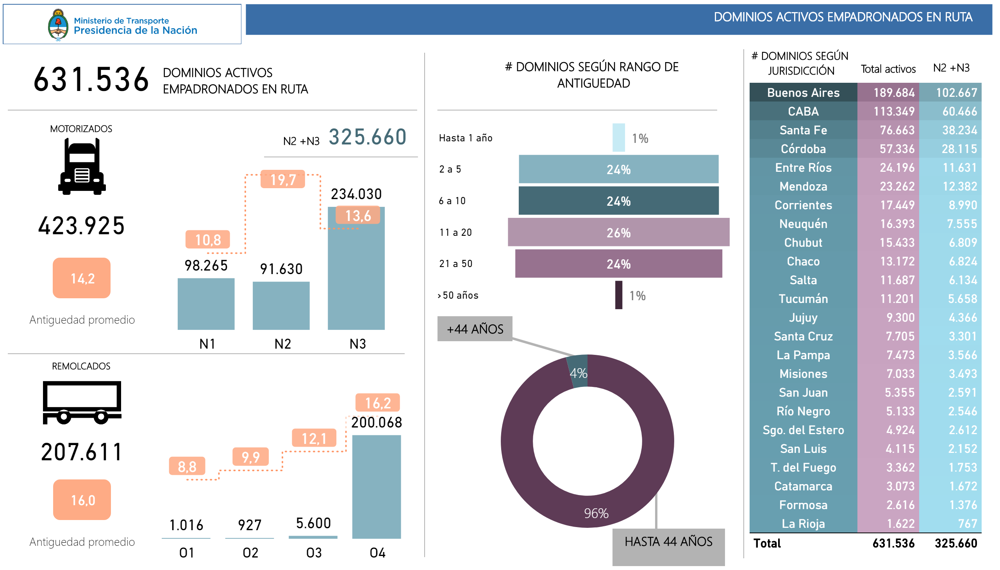 Ministerio de Transporte
Presidencia de la Nación
DOMINIOS ACTIVOS EMPADRONADOS EN RUTA
631.536
DOMINIOS ACTIVOS
EMPADRONADOS EN RUTA
MOTORIZADOS
N2 +N3 325.660
423.925
14,2
Antiguedad promedio
19,7
234.030
13,6
10,8
98.265
91.630
N1 N2 N3
REMOLCADOS
207.611
16,0
Antiguedad promedio
16,2
200.068
12,1
9,9
8,8
1.016
927
5.600
O1 O2 O3 O4
# DOMINIOS SEGÚN RANGO DE
ANTIGUEDAD
Hasta 1 año 1%
2 a 5 24%
6 a 10 24%
11 a 20 26%
21 a 50 24%
>50 años 1%
+44 AÑOS
4%
96%
HASTA 44 AÑOS
# DOMINIOS SEGÚN
JURISDICCIÓN Total activos N2 +N3
Buenos Aires 189.684 102.667
CABA 113.349 60.466
Santa Fe 76.663 38.234
Córdoba 57.336 28.115
Entre Ríos 24.196 11.631
Mendoza 23.262 12.382
Corrientes 17.449 8.990
Neuquén 16.393 7.555
Chubut 15.433 6.809
Chaco 13.172 6.824
Salta 11.687 6.134
Tucumán 11.201 5.658
Jujuy 9.300 4.366
Santa Cruz 7.705 3.301
La Pampa 7.473 3.566
Misiones 7.033 3.493
San Juan 5.355 2.591
Río Negro 5.133 2.546
Sgo. del Estero 4.924 2.612
San Luis 4.115 2.152
T. del Fuego 3.362 1.753
Catamarca 3.073 1.672
Formosa 2.616 1.376
La Rioja 1.622 767
Total 631.536 325.660